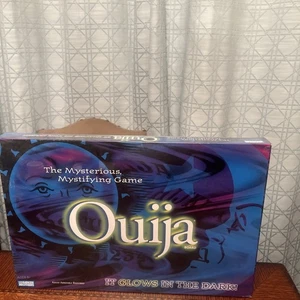 The Mysterious,
Mystifying Game
Ouija
IT GLOWS IN THE DARK!